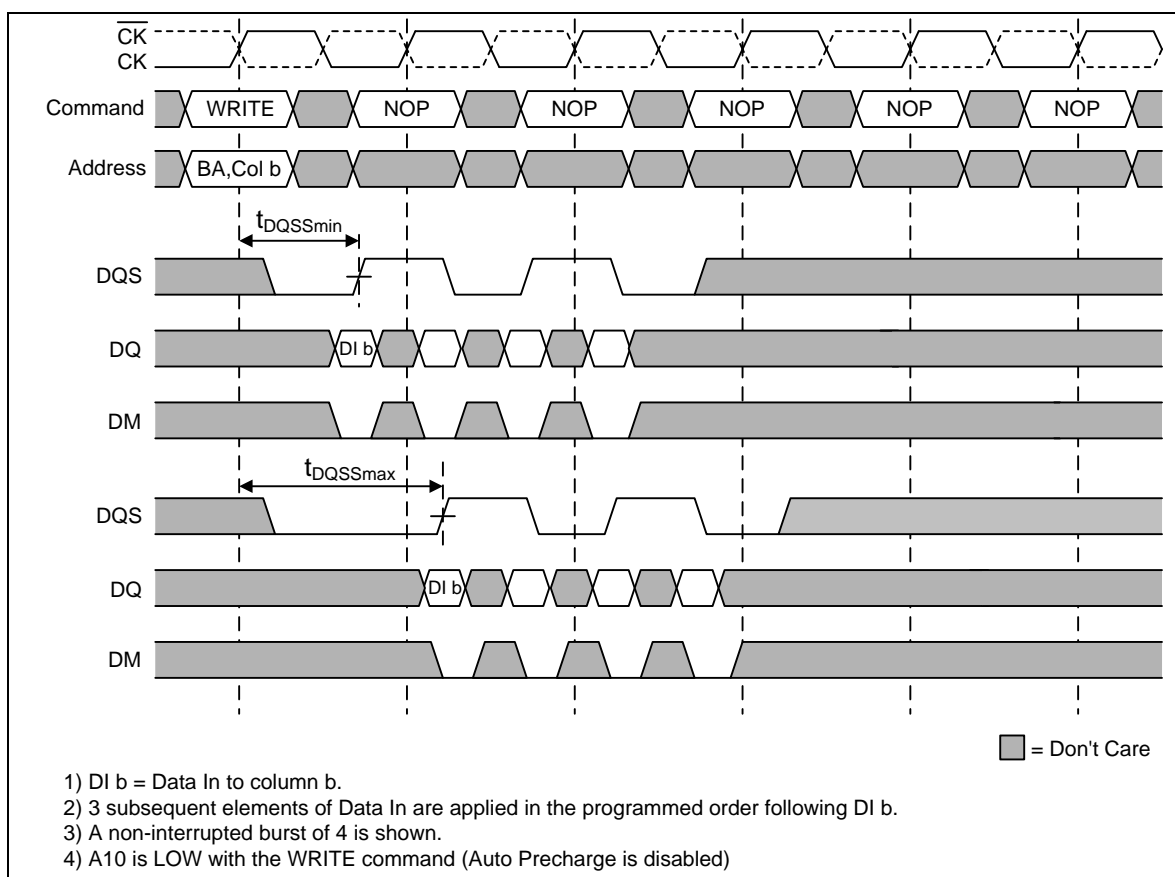 CK
CK
Command WRITE NOP NOP NOP NOP NOP
Address BA,Col b
tDQSSmin
DQS
DQ DI b
DM
tDQSSmax
DQS
DQ DI b
DM
= Don't Care
1) DI b = Data In to column b.
2) 3 subsequent elements of Data In are applied in the programmed order following DI b.
3) A non-interrupted burst of 4 is shown.
4) A10 is LOW with the WRITE command (Auto Precharge is disabled)